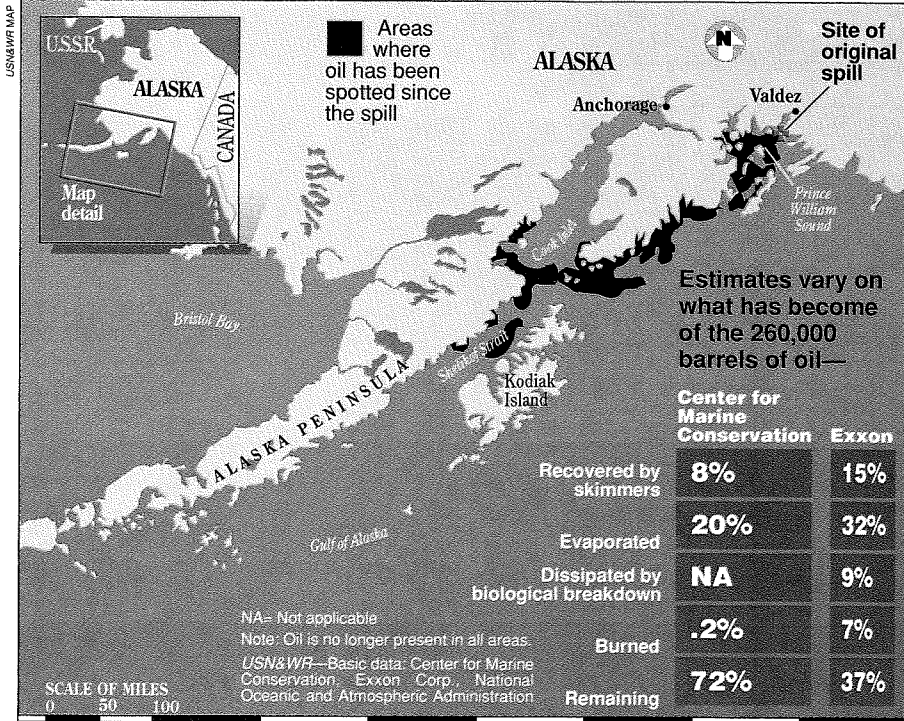 USN&WR MAP
U.S.S.R.
ALASKA
CANADA
Map
detail
Areas
where
oil has been
spotted since
the spill
ALASKA
N
Site of
original
spill
Anchorage
Valdez
Prince
William
Sound
Cook Inlet
Bristol Bay
Shelikof Strait
Kodiak
Island
ALASKA PENINSULA
Gulf of Alaska
Estimates vary on
what has become
of the 260,000
barrels of oil—
Center for
Marine
Conservation Exxon
Recovered by
skimmers 8% 15%
Evaporated 20% 32%
Dissipated by
biological breakdown NA 9%
Burned .2% 7%
Remaining 72% 37%
NA= Not applicable
Note: Oil is no longer present in all areas.
USN&WR—Basic data: Center for Marine
Conservation, Exxon Corp., National
Oceanic and Atmospheric Administration
SCALE OF MILES
0 50 100